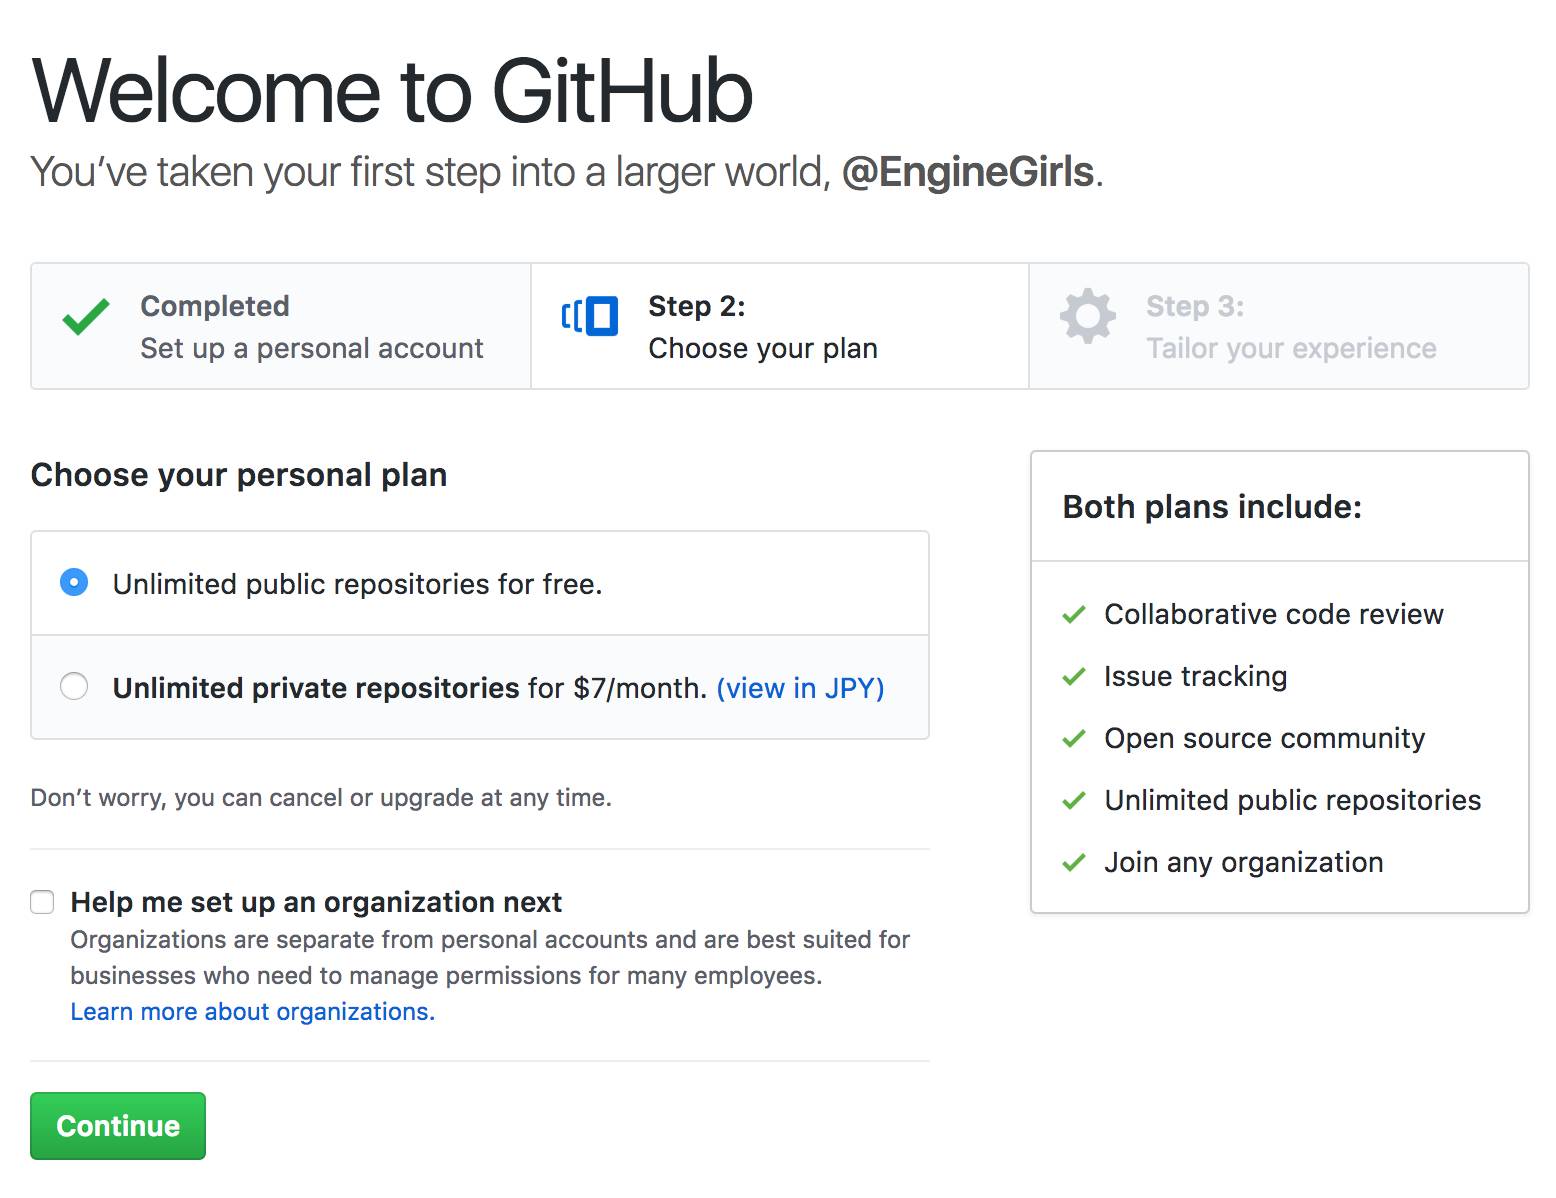 Welcome to GitHub
You’ve taken your first step into a larger world, @EngineGirls.
Completed
Set up a personal account
Step 2:
Choose your plan
Step 3:
Tailor your experience
Choose your personal plan
Unlimited public repositories for free.
Unlimited private repositories for $7/month. (view in JPY)
Don’t worry, you can cancel or upgrade at any time.
Help me set up an organization next
Organizations are separate from personal accounts and are best suited for
businesses who need to manage permissions for many employees.
Learn more about organizations.
Continue
Both plans include:
Collaborative code review
Issue tracking
Open source community
Unlimited public repositories
Join any organization